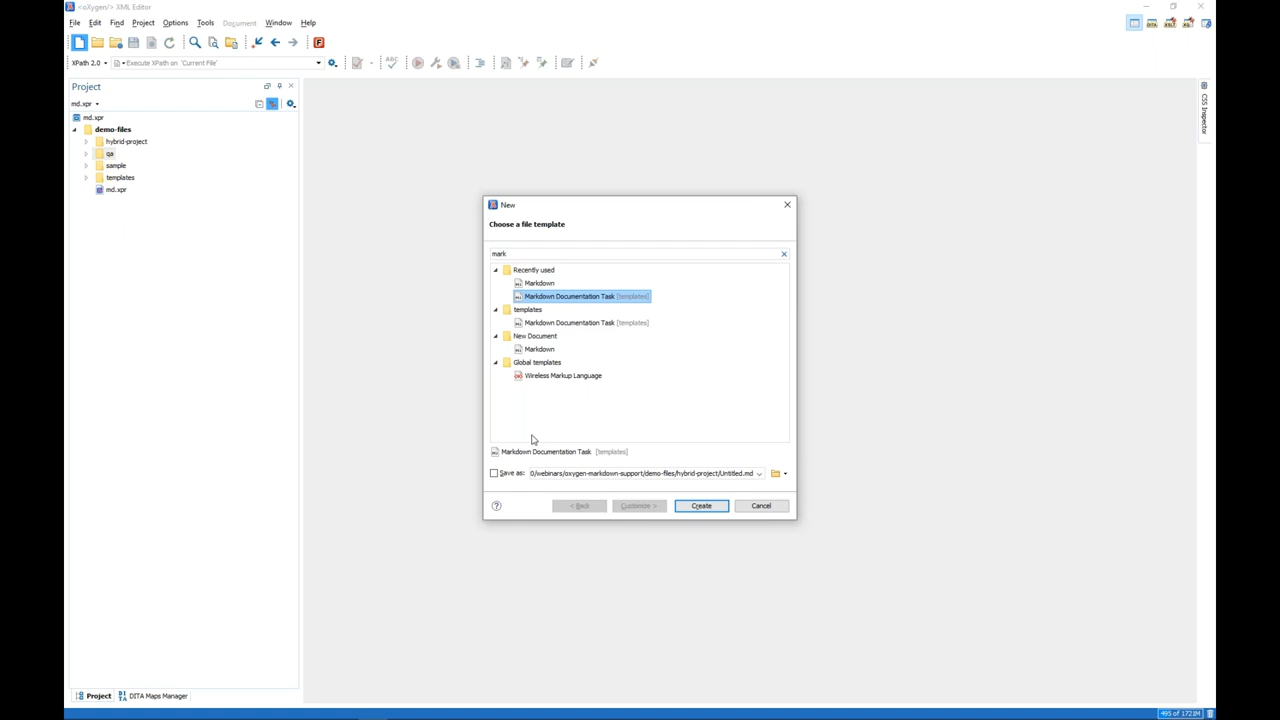 <oXygen/> XML Editor
File Edit Find Project Options Tools Document Window Help
XPath 2.0 Execute XPath on 'Current File'
Project
md.xpr
md.xpr
demo-files
hybrid-project
qa
sample
templates
md.xpr
CSS Inspector
New
Choose a file template
mark
Recently used
Markdown
Markdown Documentation Task [templates]
templates
Markdown Documentation Task [templates]
New Document
Markdown
Global templates
Wireless Markup Language
Markdown Documentation Task [templates]
Save as: 0/webinars/oxygen-markdown-support/demo-files/hybrid-project/Untitled.md
< Back Customize > Create Cancel
Project DITA Maps Manager
495 of 1721M